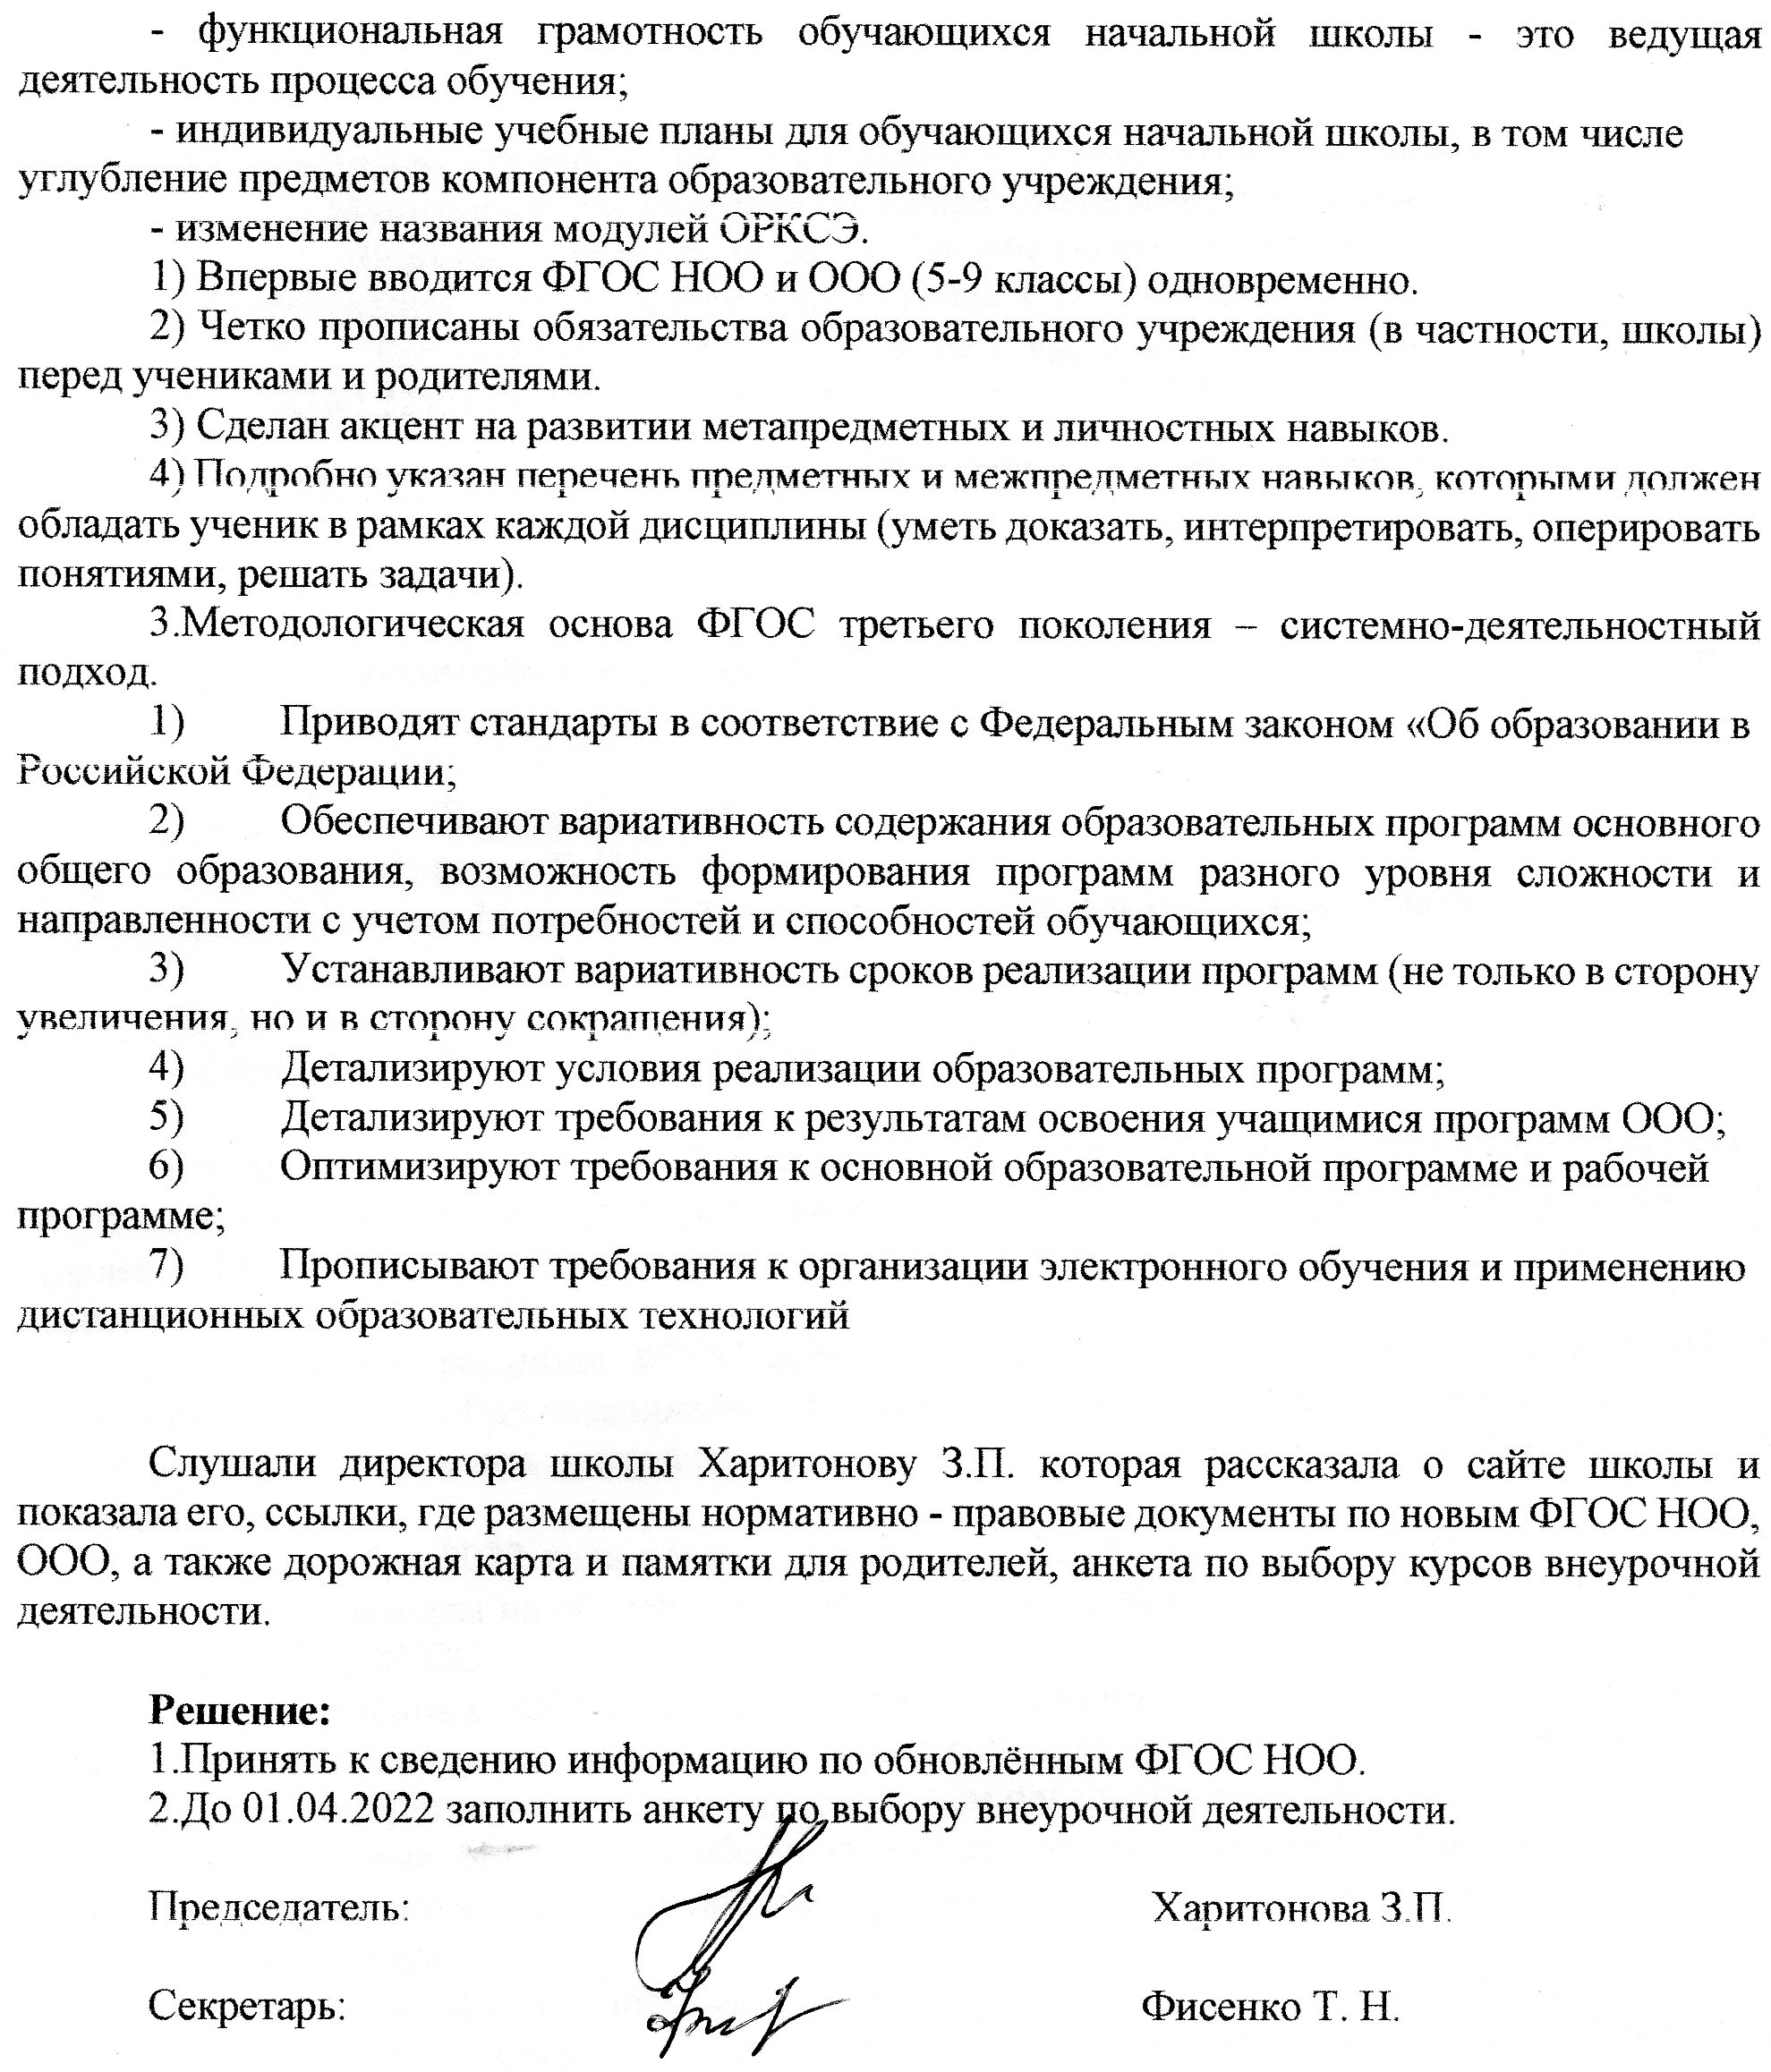 - функциональная грамотность обучающихся начальной школы - это ведущая
деятельность процесса обучения;
- индивидуальные учебные планы для обучающихся начальной школы, в том числе
углубление предметов компонента образовательного учреждения;
- изменение названия модулей ОРКСЭ.
1) Впервые вводится ФГОС НОО и ООО (5-9 классы) одновременно.
2) Четко прописаны обязательства образовательного учреждения (в частности, школы)
перед учениками и родителями.
3) Сделан акцент на развитии метапредметных и личностных навыков.
4) Подробно указан перечень предметных и межпредметных навыков, которыми должен
обладать ученик в рамках каждой дисциплины (уметь доказать, интерпретировать, оперировать
понятиями, решать задачи).
3.Методологическая основа ФГОС третьего поколения – системно-деятельностный
подход.
1) Приводят стандарты в соответствие с Федеральным законом «Об образовании в
Российской Федерации;
2) Обеспечивают вариативность содержания образовательных программ основного
общего образования, возможность формирования программ разного уровня сложности и
направленности с учетом потребностей и способностей обучающихся;
3) Устанавливают вариативность сроков реализации программ (не только в сторону
увеличения, но и в сторону сокращения);
4) Детализируют условия реализации образовательных программ;
5) Детализируют требования к результатам освоения учащимися программ ООО;
6) Оптимизируют требования к основной образовательной программе и рабочей
программе;
7) Прописывают требования к организации электронного обучения и применению
дистанционных образовательных технологий
Слушали директора школы Харитонову З.П. которая рассказала о сайте школы и
показала его, ссылки, где размещены нормативно - правовые документы по новым ФГОС НОО,
ООО, а также дорожная карта и памятки для родителей, анкета по выбору курсов внеурочной
деятельности.
Решение:
1.Принять к сведению информацию по обновлённым ФГОС НОО.
2.До 01.04.2022 заполнить анкету по выбору внеурочной деятельности.
Председатель: Харитонова З.П.
Секретарь: Фисенко Т. Н.